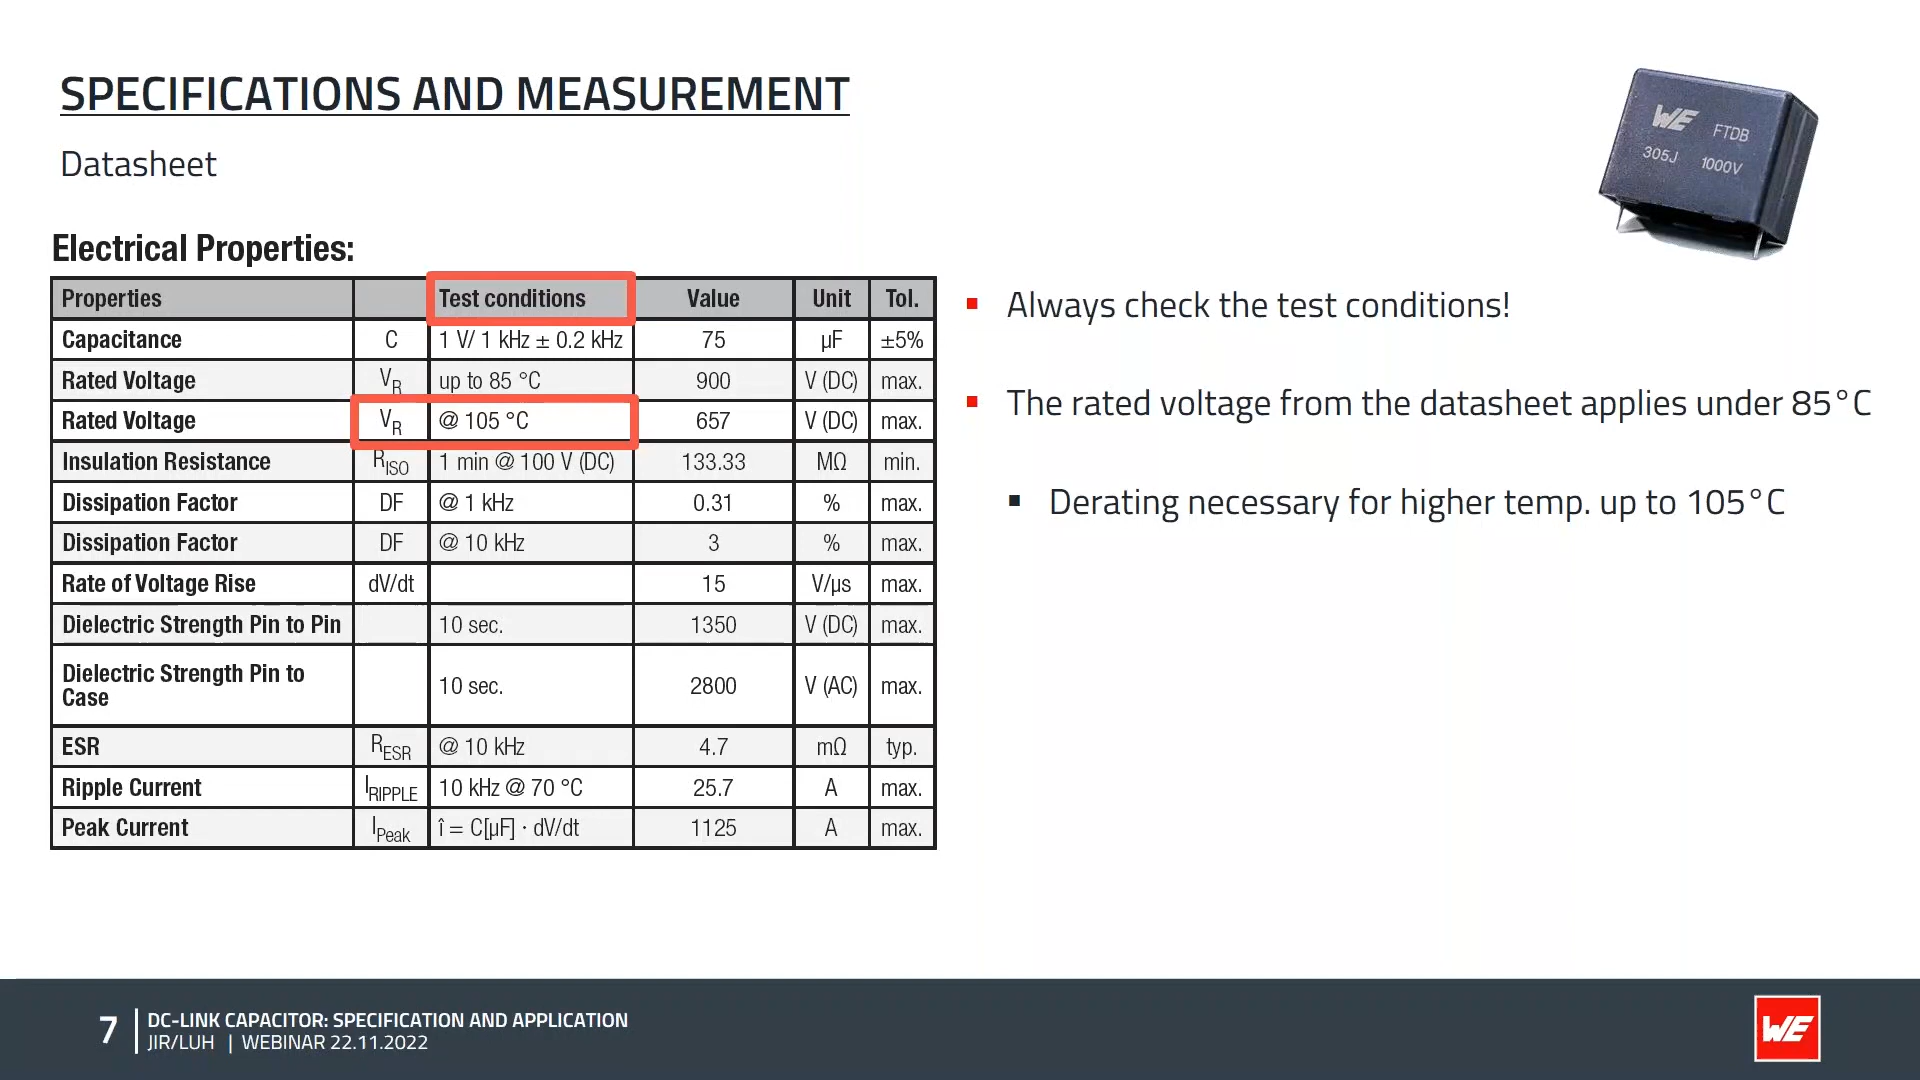 SPECIFICATIONS AND MEASUREMENT
Datasheet
WE FTDB
305J 1000V
Electrical Properties:
Properties Test conditions Value Unit Tol.
Capacitance C 1 V/ 1 kHz ± 0.2 kHz 75 µF ±5%
Rated Voltage VR up to 85 °C 900 V (DC) max.
Rated Voltage VR @ 105 °C 657 V (DC) max.
Insulation Resistance RISO 1 min @ 100 V (DC) 133.33 MΩ min.
Dissipation Factor DF @ 1 kHz 0.31 % max.
Dissipation Factor DF @ 10 kHz 3 % max.
Rate of Voltage Rise dV/dt 15 V/µs max.
Dielectric Strength Pin to Pin 10 sec. 1350 V (DC) max.
Dielectric Strength Pin to
Case 10 sec. 2800 V (AC) max.
ESR RESR @ 10 kHz 4.7 mΩ typ.
Ripple Current IRIPPLE 10 kHz @ 70 °C 25.7 A max.
Peak Current IPeak î = C[µF] · dV/dt 1125 A max.
Always check the test conditions!
The rated voltage from the datasheet applies under 85°C
Derating necessary for higher temp. up to 105°C
7
DC-LINK CAPACITOR: SPECIFICATION AND APPLICATION
JIR/LUH | WEBINAR 22.11.2022
WE